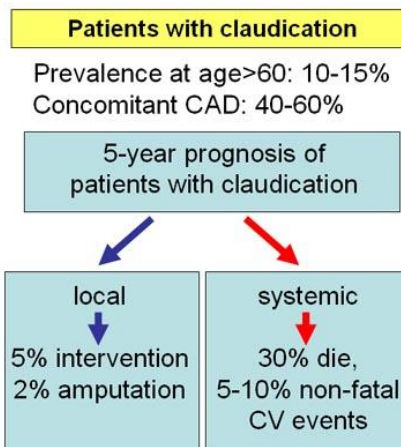 Patients with claudication
Prevalence at age>60: 10-15%
Concomitant CAD: 40-60%
5-year prognosis of
patients with claudication
local
5% intervention
2% amputation
systemic
30% die,
5-10% non-fatal
CV events